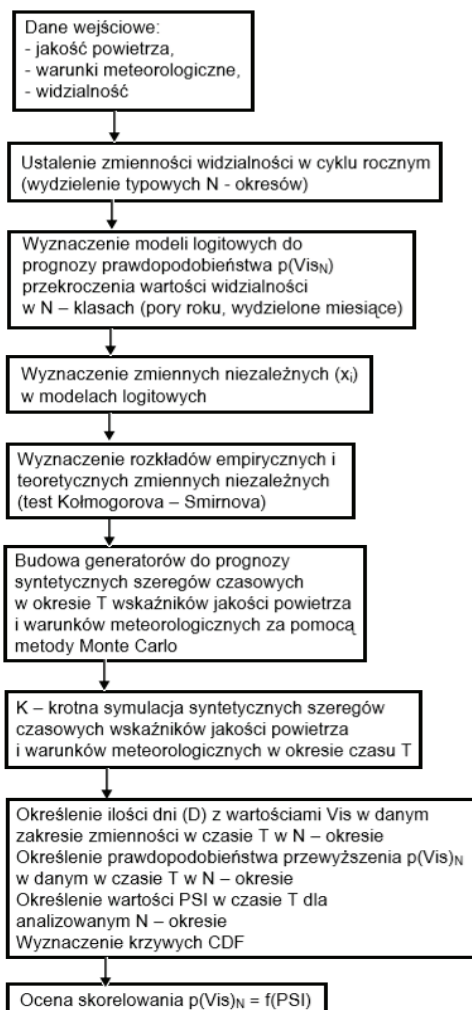 Dane wejściowe:
- jakość powietrza,
- warunki meteorologiczne,
- widzialność
Ustalenie zmienności widzialności w cyklu rocznym
(wydzielenie typowych N - okresów)
Wyznaczenie modeli logitowych do
prognozy prawdopodobieństwa p(Vis_N)
przekroczenia wartości widzialności
w N – klasach (pory roku, wydzielone miesiące)
Wyznaczenie zmiennych niezależnych (x_i)
w modelach logitowych
Wyznaczenie rozkładów empirycznych i
teoretycznych zmiennych niezależnych
(test Kołmogorova – Smirnova)
Budowa generatorów do prognozy
syntetycznych szeregów czasowych
w okresie T wskaźników jakości powietrza
i warunków meteorologicznych za pomocą
metody Monte Carlo
K – krotna symulacja syntetycznych szeregów
czasowych wskaźników jakości powietrza
i warunków meteorologicznych w okresie czasu T
Określenie ilości dni (D) z wartościami Vis w danym
zakresie zmienności w czasie T w N – okresie
Określenie prawdopodobieństwa przewyższenia p(Vis)_N
w danym w czasie T w N – okresie
Określenie wartości PSI w czasie T dla
analizowanym N – okresie
Wyznaczenie krzywych CDF
Ocena skorelowania p(Vis)_N = f(PSI)